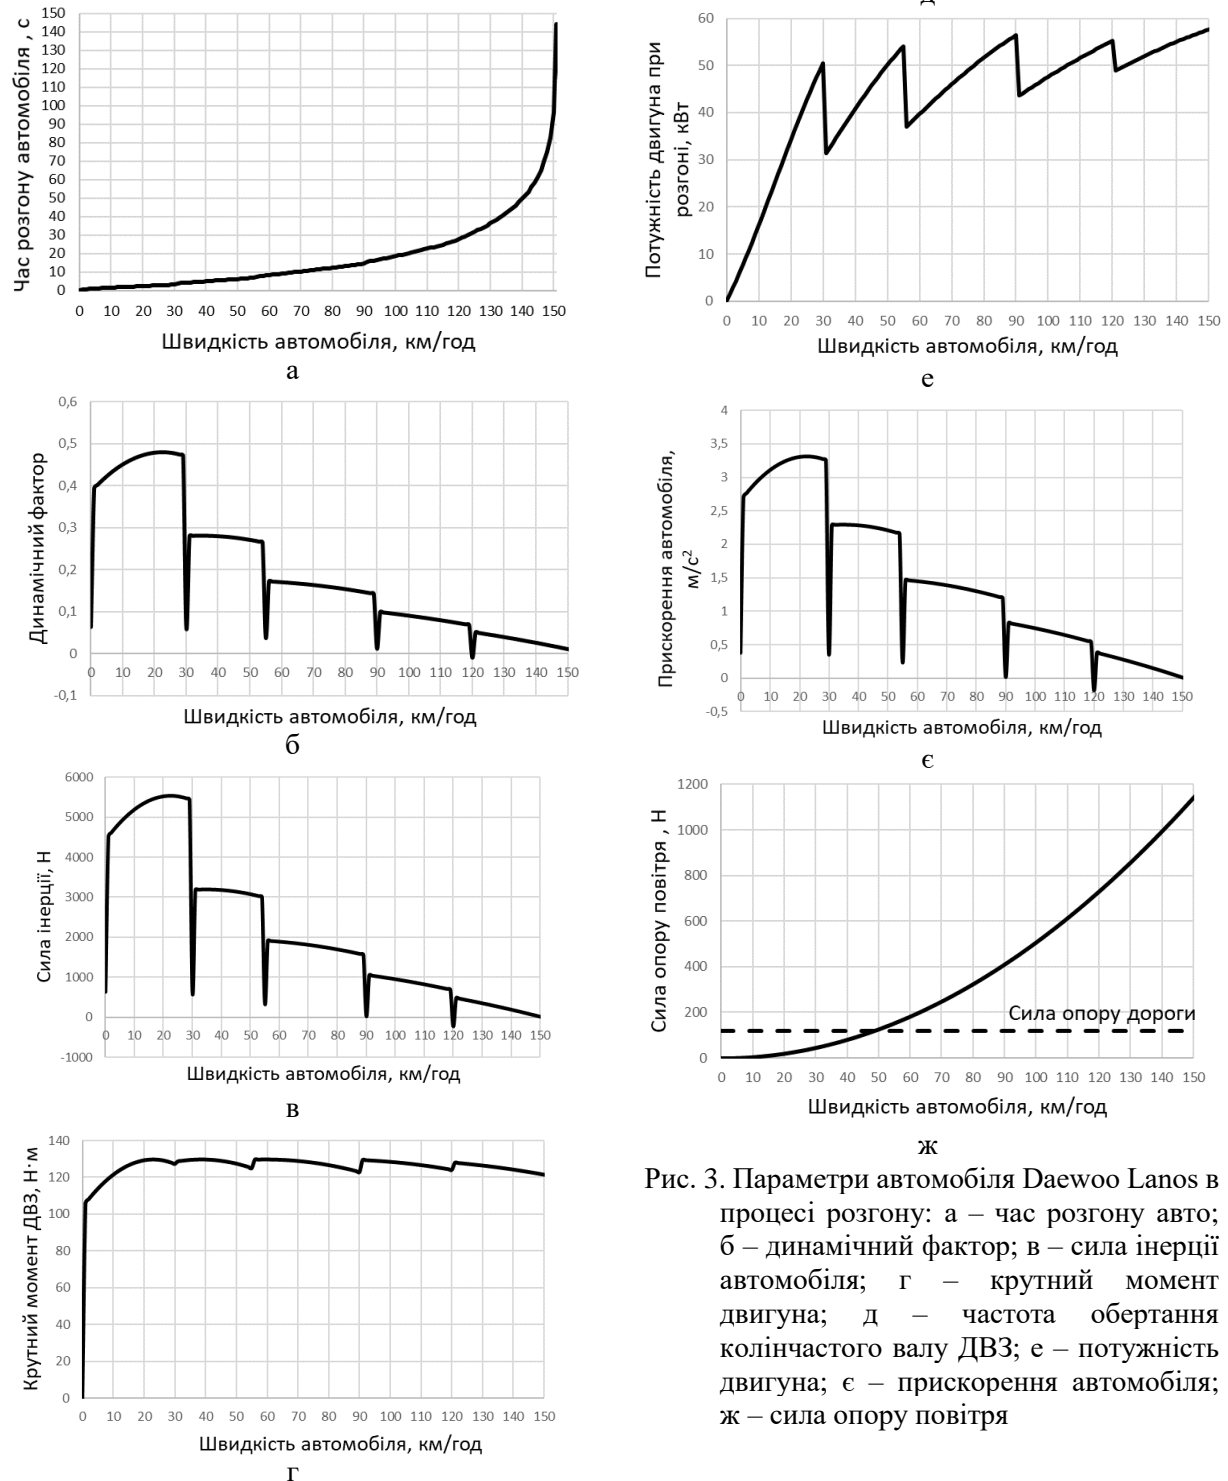 150
140
130
120
110
100
90
80
70
60
50
40
30
20
10
0
Час розгону автомобіля , с
0 10 20 30 40 50 60 70 80 90 100 110 120 130 140 150
Швидкість автомобіля, км/год
а
60
50
40
30
20
10
0
Потужність двигуна при
розгоні, кВт
0 10 20 30 40 50 60 70 80 90 100 110 120 130 140 150
Швидкість автомобіля, км/год
е
0,6
0,5
0,4
0,3
0,2
0,1
0
-0,1
Динамічний фактор
0 10 20 30 40 50 60 70 80 90 100 110 120 130 140 150
Швидкість автомобіля, км/год
б
4
3,5
3
2,5
2
1,5
1
0,5
0
-0,5
Прискорення автомобіля,
м/с²
0 10 20 30 40 50 60 70 80 90 100 110 120 130 140 150
Швидкість автомобіля, км/год
є
6000
5000
4000
3000
2000
1000
0
-1000
Сила інерції, Н
0 10 20 30 40 50 60 70 80 90 100 110 120 130 140 150
Швидкість автомобіля, км/год
в
1200
1000
800
600
400
200
0
Сила опору повітря , Н
Сила опору дороги
0 10 20 30 40 50 60 70 80 90 100 110 120 130 140 150
Швидкість автомобіля, км/год
ж
140
120
100
80
60
40
20
0
Крутний момент ДВЗ, Н·м
0 10 20 30 40 50 60 70 80 90 100 110 120 130 140 150
Швидкість автомобіля, км/год
г
Рис. 3. Параметри автомобіля Daewoo Lanos в
процесі розгону: а – час розгону авто;
б – динамічний фактор; в – сила інерції
автомобіля; г – крутний момент
двигуна; д – частота обертання
колінчастого валу ДВЗ; е – потужність
двигуна; є – прискорення автомобіля;
ж – сила опору повітря